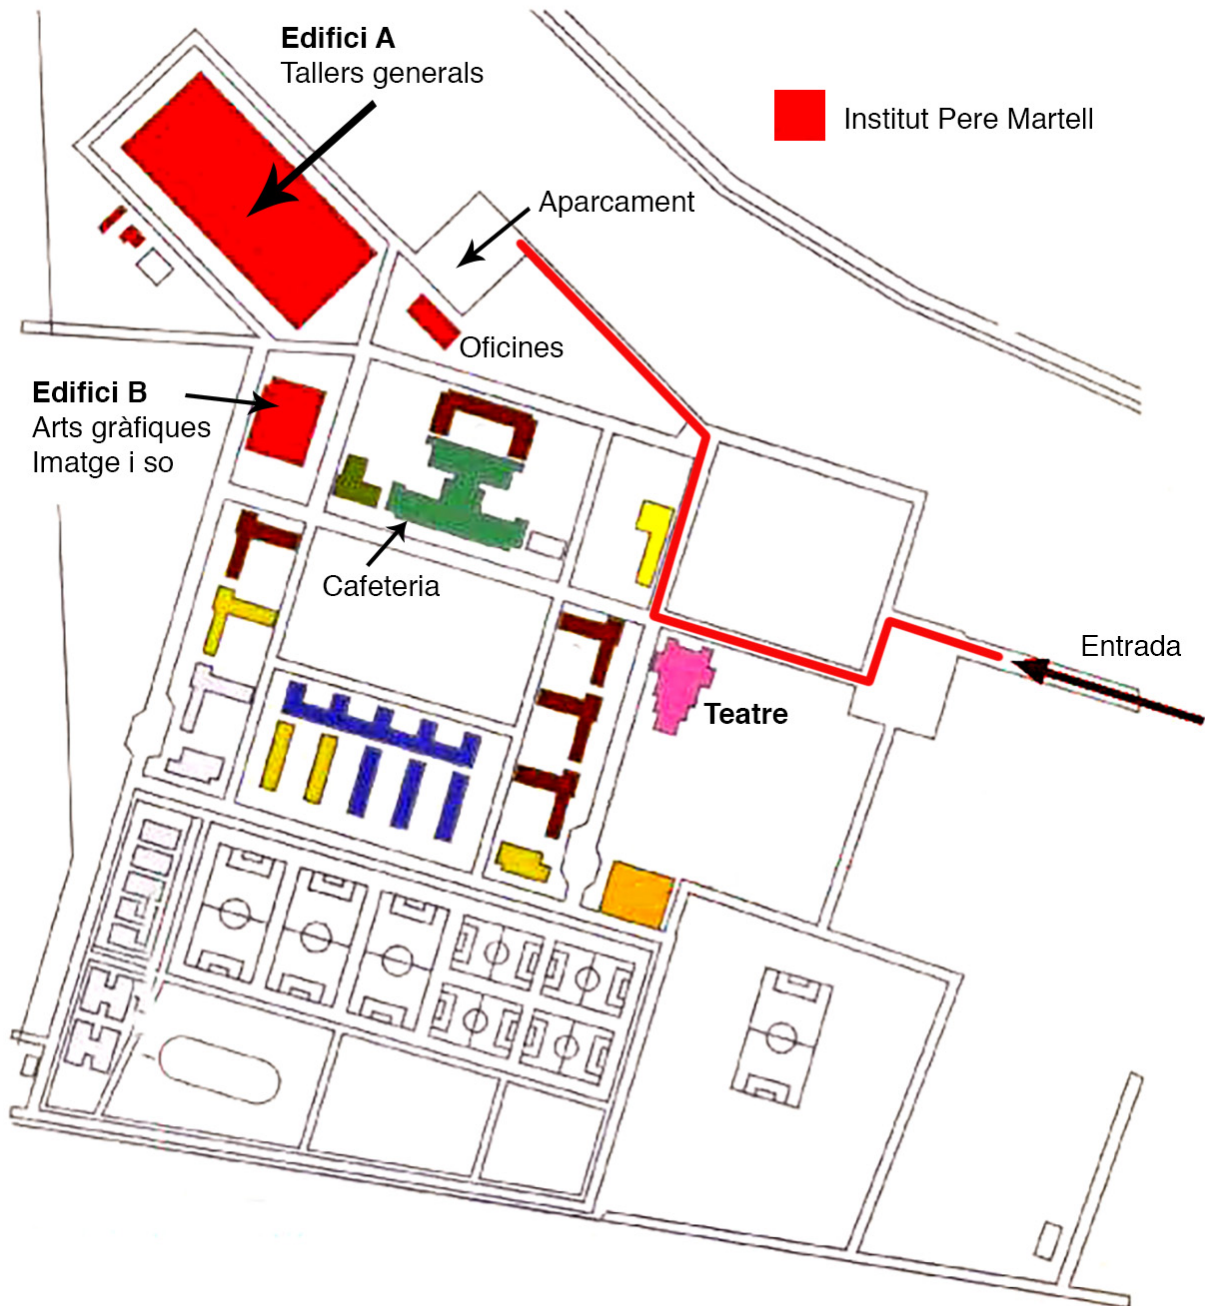 Edifici A
Tallers generals
Institut Pere Martell
Aparcament
Oficines
Edifici B
Arts gràfiques
Imatge i so
Cafeteria
Entrada
Teatre